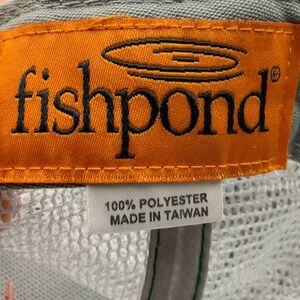 fishpond®
100% POLYESTER
MADE IN TAIWAN